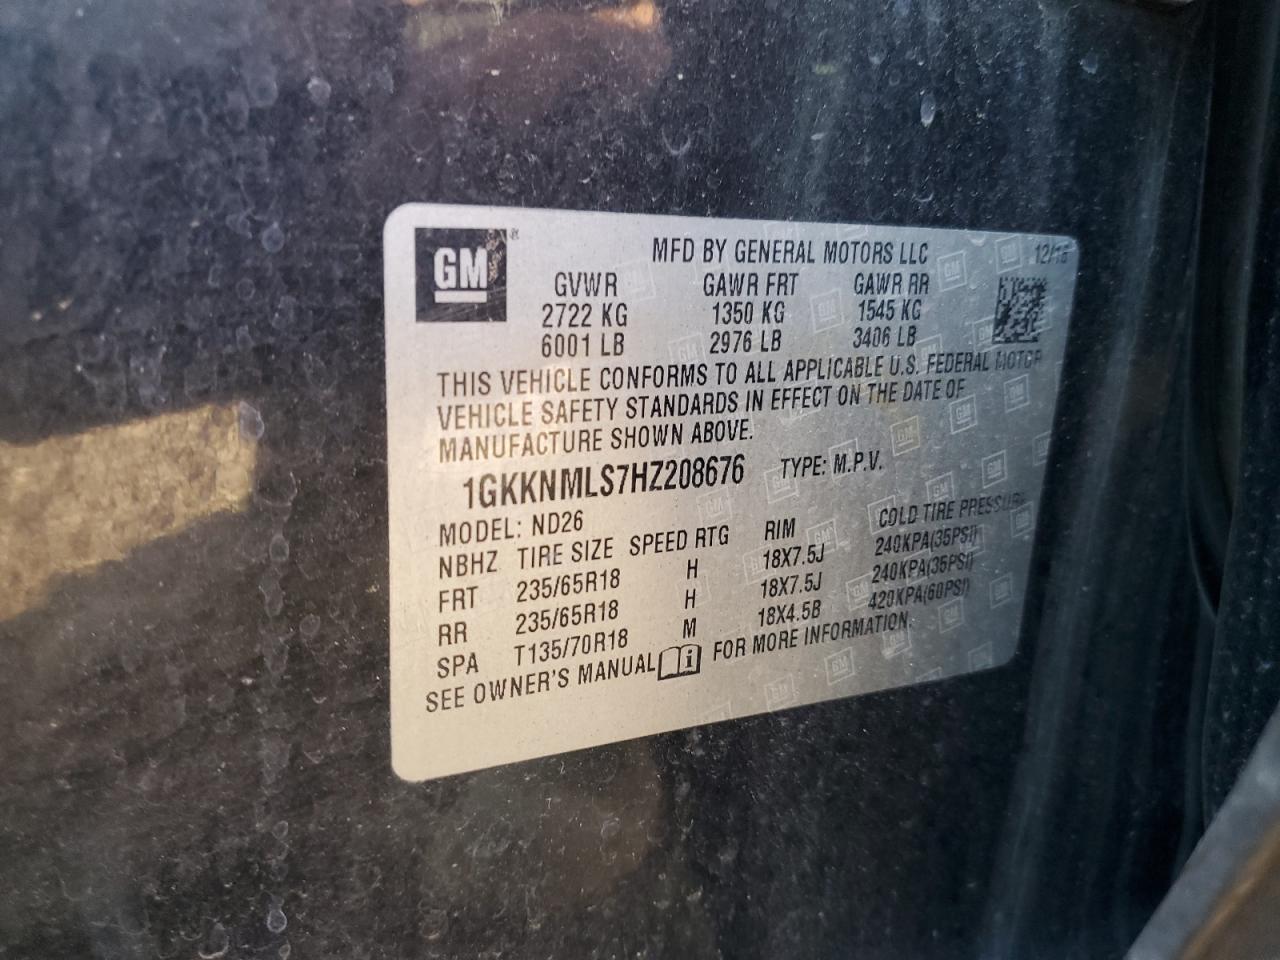 GM
MFD BY GENERAL MOTORS LLC
GVWR GAWR FRT GAWR RR
2722 KG 1350 KG 1545 KG
6001 LB 2976 LB 3406 LB
THIS VEHICLE CONFORMS TO ALL APPLICABLE U.S. FEDERAL MOTOR
VEHICLE SAFETY STANDARDS IN EFFECT ON THE DATE OF
MANUFACTURE SHOWN ABOVE.
1GKKNMLS7HZ208676 TYPE: M.P.V.
MODEL: ND26
NBHZ TIRE SIZE SPEED RTG RIM COLD TIRE PRESSURE
FRT 235/65R18 H 18X7.5J 240KPA(35PSI)
RR 235/65R18 H 18X7.5J 240KPA(35PSI)
SPA T135/70R18 M 18X4.5B 420KPA(60PSI)
SEE OWNER'S MANUAL FOR MORE INFORMATION.